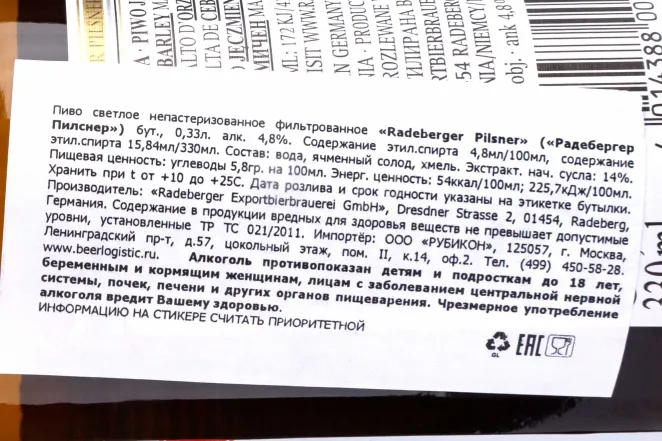 Пиво светлое непастеризованное фильтрованное «Radeberger Pilsner» («Радебергер
Пилснер») бут., 0,33л. алк. 4,8%. Содержание этил.спирта 4,8мл/100мл, содержание
этил.спирта 15,84мл/330мл. Состав: вода, ячменный солод, хмель. Экстракт. нач. сусла: 14%.
Пищевая ценность: углеводы 5,8гр. на 100мл. Энерг. ценность: 54ккал/100мл; 225,7кДж/100мл.
Хранить при t от +10 до +25С. Дата розлива и срок годности указаны на этикетке бутылки.
Производитель: «Radeberger Exportbierbrauerei GmbH», Dresdner Strasse 2, 01454, Radeberg,
Германия. Содержание в продукции вредных для здоровья веществ не превышает допустимые
уровни, установленные ТР ТС 021/2011. Импортёр: ООО «РУБИКОН», 125057, г. Москва,
Ленинградский пр-т, д.57, цокольный этаж, пом. II, к.14, оф.2. Тел. (499) 450-58-28.
www.beerlogistic.ru. Алкоголь противопоказан детям и подросткам до 18 лет,
беременным и кормящим женщинам, лицам с заболеванием центральной нервной
системы, почек, печени и других органов пищеварения. Чрезмерное употребление
алкоголя вредит Вашему здоровью.
ИНФОРМАЦИЮ НА СТИКЕРЕ СЧИТАТЬ ПРИОРИТЕТНОЙ
GL
EAC
obj. · alk 4,8%
330ml